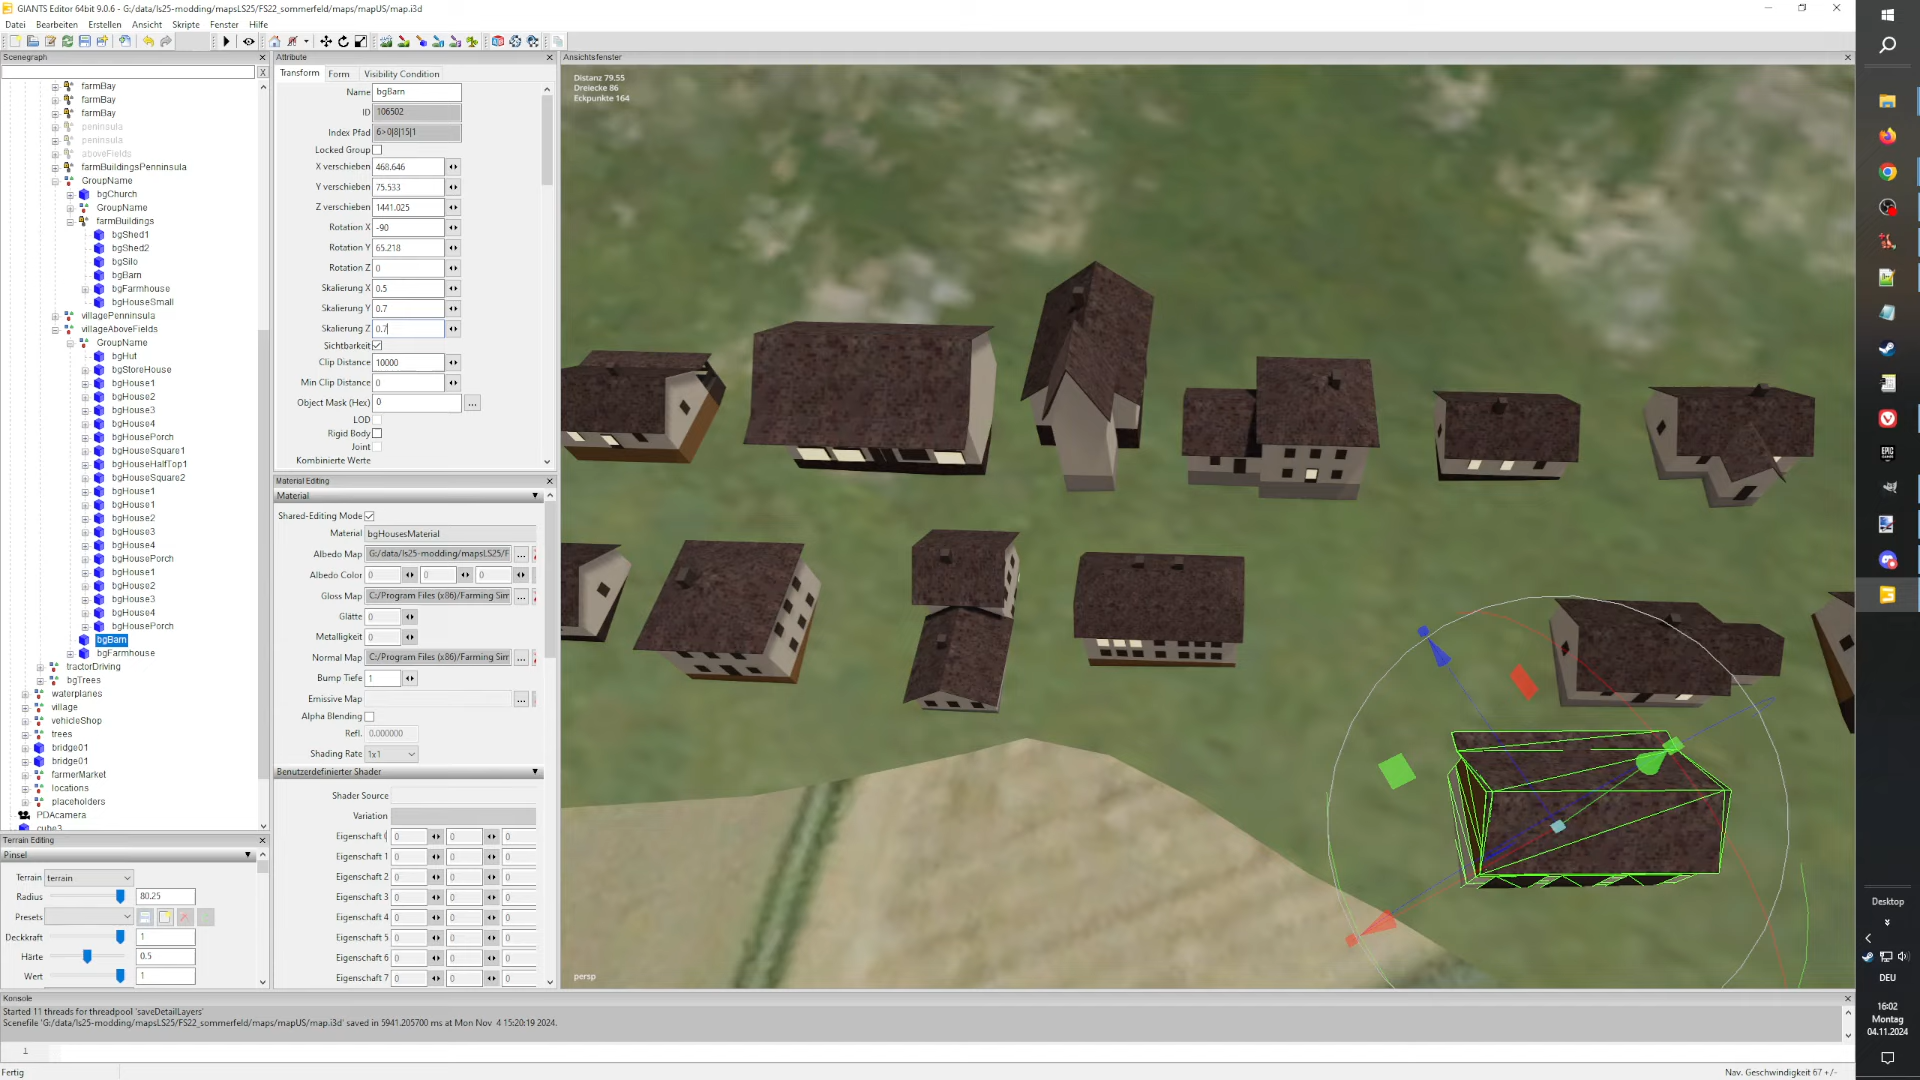 GIANTS Editor 64bit 9.0.6 - G:/data/ls25-modding/mapsLS25/FS22_sommerfeld/maps/mapUS/map.i3d
Datei Bearbeiten Erstellen Ansicht Skripte Fenster Hilfe
Scenegraph
farmBay
farmBay
farmBay
peninsula
peninsula
aboveFields
farmBuildingsPenninsula
GroupName
bgChurch
GroupName
farmBuildings
bgShed1
bgShed2
bgSilo
bgBarn
bgFarmhouse
bgHouseSmall
villagePenninsula
villageAboveFields
GroupName
bgHut
bgStoreHouse
bgHouse1
bgHouse2
bgHouse3
bgHouse4
bgHousePorch
bgHouseSquare1
bgHouseHalfTop1
bgHouseSquare2
bgHouse1
bgHouse1
bgHouse2
bgHouse3
bgHouse4
bgHousePorch
bgHouse1
bgHouse2
bgHouse3
bgHouse4
bgHousePorch
bgBarn
bgFarmhouse
tractorDriving
bgTrees
waterplanes
village
vehicleShop
trees
bridge01
bridge01
farmerMarket
locations
placeholders
PDAcamera
cube3
Terrain Editing
Pinsel
Terrain terrain
Radius 80.25
Presets
Deckkraft 1
Härte 0.5
Wert 1
Attribute
Transform Form Visibility Condition
Name bgBarn
ID 106502
Index Pfad 6>0|8|15|1
Locked Group
X verschieben 468.646
Y verschieben 75.533
Z verschieben 1441.025
Rotation X -90
Rotation Y 65.218
Rotation Z 0
Skalierung X 0.5
Skalierung Y 0.7
Skalierung Z 0.7
Sichtbarkeit
Clip Distance 10000
Min Clip Distance 0
Object Mask (Hex) 0 ...
LOD
Rigid Body
Joint
Kombinierte Werte
Material Editing
Material
Shared-Editing Mode
Material bgHousesMaterial
Albedo Map G:/data/ls25-modding/mapsLS25/F ...
Albedo Color 0 0 0
Gloss Map C:/Program Files (x86)/Farming Sim ...
Glätte 0
Metalligkeit 0
Normal Map C:/Program Files (x86)/Farming Sim ...
Bump Tiefe 1
Emissive Map ...
Alpha Blending
Refl. 0.000000
Shading Rate 1x1
Benutzerdefinierter Shader
Shader Source
Variation
Eigenschaft ( 0 0 0
Eigenschaft 1 0 0 0
Eigenschaft 2 0 0 0
Eigenschaft 3 0 0 0
Eigenschaft 4 0 0 0
Eigenschaft 5 0 0 0
Eigenschaft 6 0 0 0
Eigenschaft 7 0 0 0
Ansichtsfenster
Distanz 79.55
Dreiecke 86
Eckpunkte 164
persp
Konsole
Started 11 threads for threadpool 'saveDetailLayers'
Scenefile 'G:/data/ls25-modding/mapsLS25/FS22_sommerfeld/maps/mapUS/map.i3d' saved in 5941.205700 ms at Mon Nov 4 15:20:19 2024.
1
Fertig
Nav. Geschwindigkeit 67 +/-
Desktop
DEU
16:02
Montag
04.11.2024